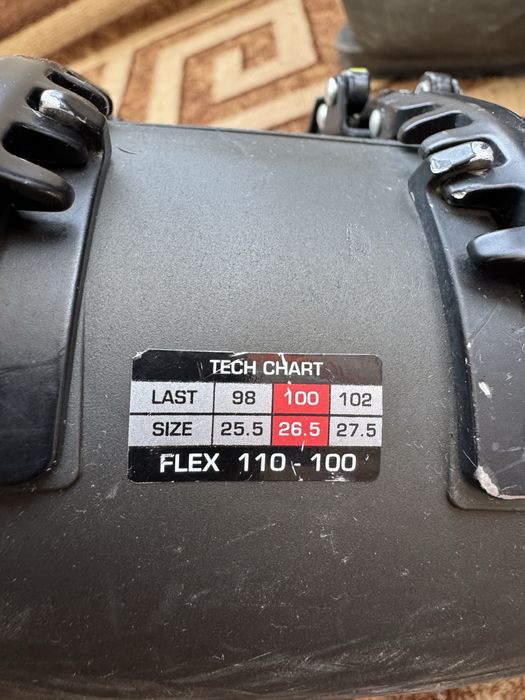 TECH CHART
LAST 98 100 102
SIZE 25.5 26.5 27.5
FLEX 110 - 100